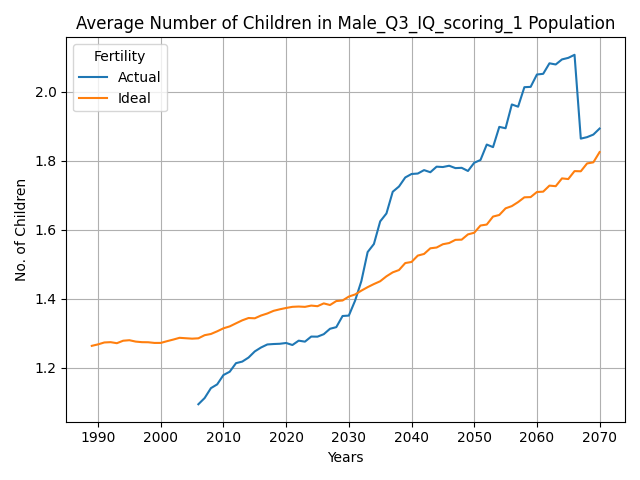 Average Number of Children in Male_Q3_IQ_scoring_1 Population
Fertility
Actual
Ideal
No. of Children
2.0
1.8
1.6
1.4
1.2
1990 2000 2010 2020 2030 2040 2050 2060 2070
Years